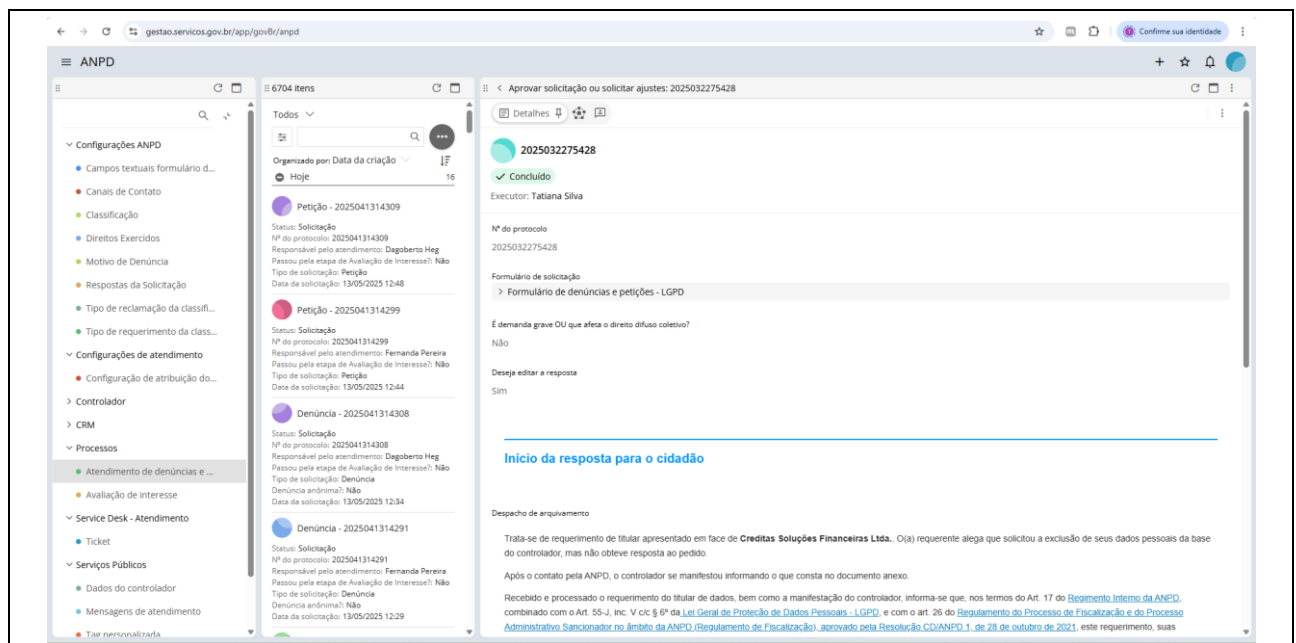 gestao.servicos.gov.br/app/govBr/anpd
Confirme sua identidade
ANPD
Configurações ANPD
Campos textuais formulário d...
Canais de Contato
Classificação
Direitos Exercidos
Motivo de Denúncia
Respostas da Solicitação
Tipo de reclamação da classifi...
Tipo de requerimento da class...
Configurações de atendimento
Configuração de atribuição do...
Controlador
CRM
Processos
Atendimento de denúncias e ...
Avaliação de interesse
Service Desk - Atendimento
Ticket
Serviços Públicos
Dados do controlador
Mensagens de atendimento
Tag personalizada
6704 itens
Todos
Organizado por: Data da criação
Hoje 16
Petição - 2025041314309
Status: Solicitação
Nº do protocolo: 2025041314309
Responsável pelo atendimento: Dagoberto Heg
Passou pela etapa de Avaliação de Interesse?: Não
Tipo de solicitação: Petição
Data da solicitação: 13/05/2025 12:48
Petição - 2025041314299
Status: Solicitação
Nº do protocolo: 2025041314299
Responsável pelo atendimento: Fernanda Pereira
Passou pela etapa de Avaliação de Interesse?: Não
Tipo de solicitação: Petição
Data da solicitação: 13/05/2025 12:44
Denúncia - 2025041314308
Status: Solicitação
Nº do protocolo: 2025041314308
Responsável pelo atendimento: Dagoberto Heg
Passou pela etapa de Avaliação de Interesse?: Não
Tipo de solicitação: Denúncia
Denúncia anônima?: Não
Data da solicitação: 13/05/2025 12:34
Denúncia - 2025041314291
Status: Solicitação
Nº do protocolo: 2025041314291
Responsável pelo atendimento: Fernanda Pereira
Passou pela etapa de Avaliação de Interesse?: Não
Tipo de solicitação: Denúncia
Denúncia anônima?: Não
Data da solicitação: 13/05/2025 12:29
Aprovar solicitação ou solicitar ajustes: 2025032275428
Detalhes
2025032275428
Concluído
Executor: Tatiana Silva
Nº do protocolo
2025032275428
Formulário de solicitação
Formulário de denúncias e petições - LGPD
É demanda grave OU que afeta o direito difuso coletivo?
Não
Deseja editar a resposta
Sim
Início da resposta para o cidadão
Despacho de arquivamento
Trata-se de requerimento de titular apresentado em face de Creditas Soluções Financeiras Ltda.. O(a) requerente alega que solicitou a exclusão de seus dados pessoais da base
do controlador, mas não obteve resposta ao pedido.
Após o contato pela ANPD, o controlador se manifestou informando o que consta no documento anexo.
Recebido e processado o requerimento do titular de dados, bem como a manifestação do controlador, informa-se que, nos termos do Art. 17 do Regimento Interno da ANPD,
combinado com o Art. 55-J, inc. V c/c § 6º da Lei Geral de Proteção de Dados Pessoais - LGPD, e com o art. 26 do Regulamento do Processo de Fiscalização e do Processo
Administrativo Sancionador no âmbito da ANPD (Regulamento de Fiscalização), aprovado pela Resolução CD/ANPD 1, de 28 de outubro de 2021, este requerimento, suas